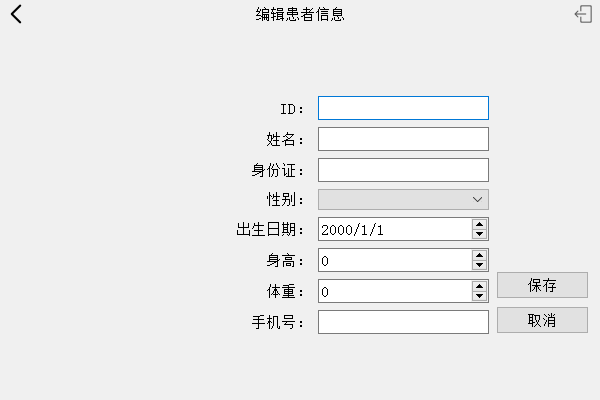 编辑患者信息
ID：
姓名：
身份证：
性别：
出生日期： 2000/1/1
身高： 0
体重： 0
手机号：
保存
取消